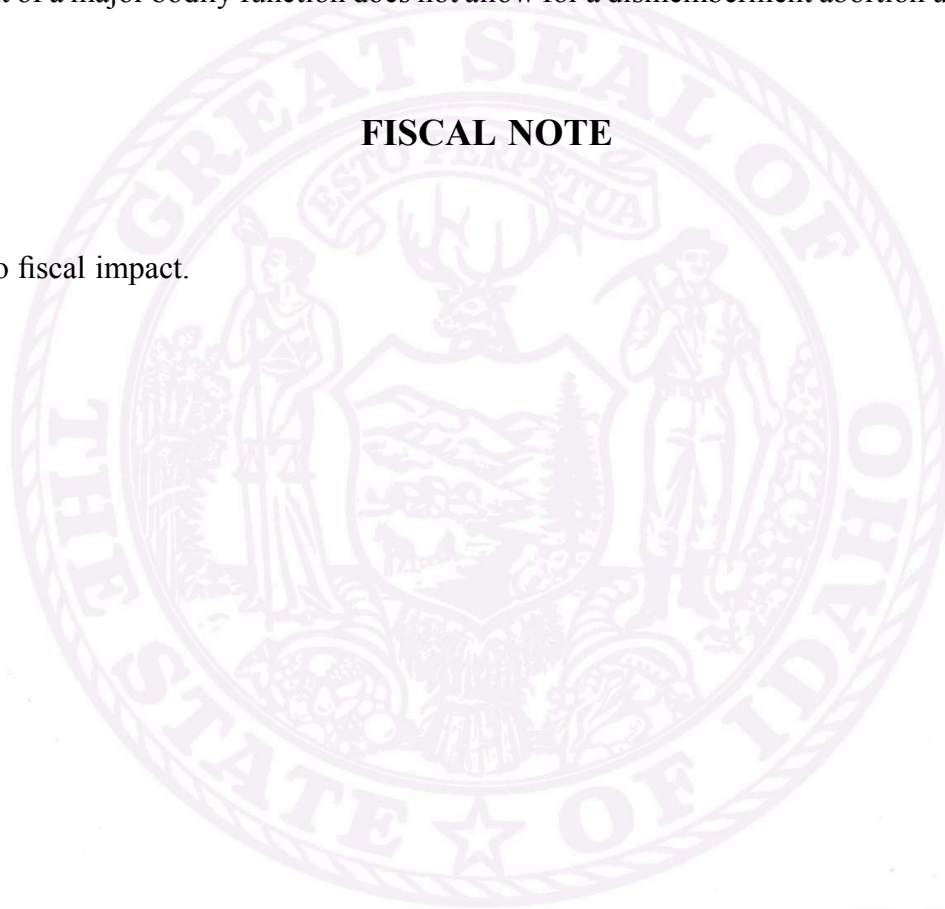 of a major bodily function does not allow for a dismemberment abortion
FISCAL NOTE
fiscal impact.
GREAT SEAL OF
ESTO PERPETUA
THE STATE OF IDAHO